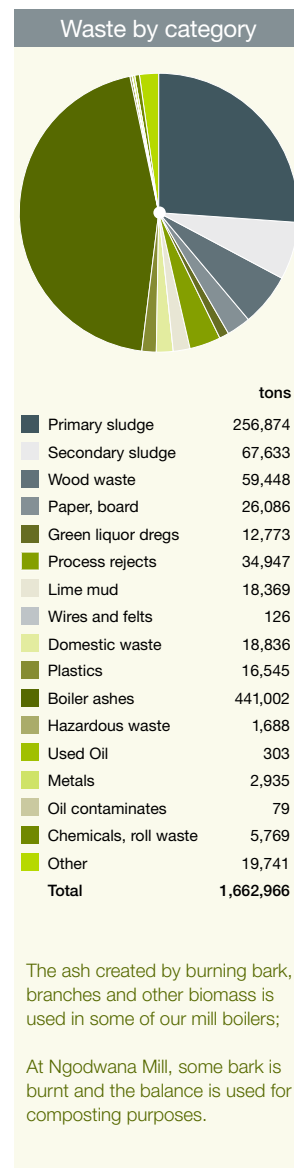 Waste by category
tons
Primary sludge 256,874
Secondary sludge 67,633
Wood waste 59,448
Paper, board 26,086
Green liquor dregs 12,773
Process rejects 34,947
Lime mud 18,369
Wires and felts 126
Domestic waste 18,836
Plastics 16,545
Boiler ashes 441,002
Hazardous waste 1,688
Used Oil 303
Metals 2,935
Oil contaminates 79
Chemicals, roll waste 5,769
Other 19,741
Total 1,662,966
The ash created by burning bark,
branches and other biomass is
used in some of our mill boilers;
At Ngodwana Mill, some bark is
burnt and the balance is used for
composting purposes.